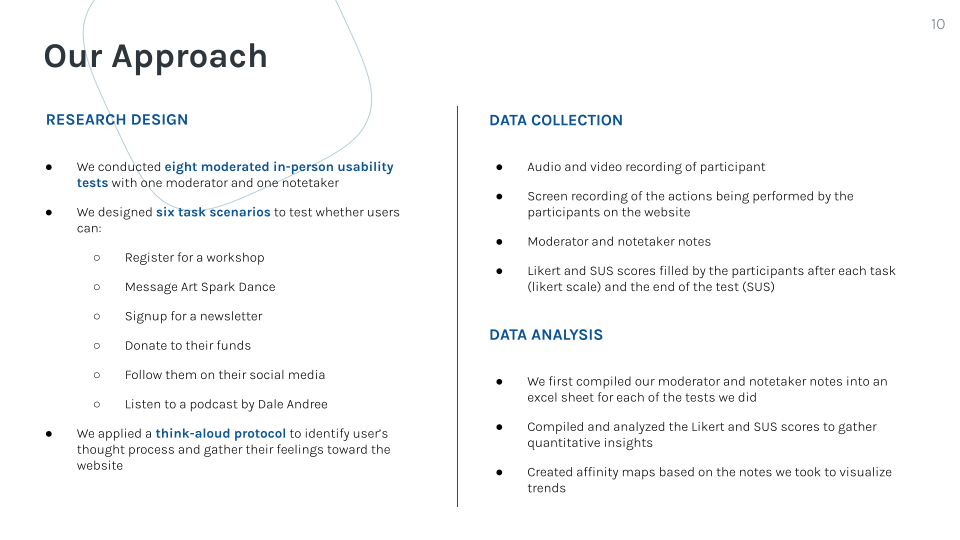 10
Our Approach
RESEARCH DESIGN
● We conducted eight moderated in-person usability
tests with one moderator and one notetaker
● We designed six task scenarios to test whether users
can:
○ Register for a workshop
○ Message Art Spark Dance
○ Signup for a newsletter
○ Donate to their funds
○ Follow them on their social media
○ Listen to a podcast by Dale Andree
● We applied a think-aloud protocol to identify user's
thought process and gather their feelings toward the
website
DATA COLLECTION
● Audio and video recording of participant
● Screen recording of the actions being performed by the
participants on the website
● Moderator and notetaker notes
● Likert and SUS scores filled by the participants after each task
(likert scale) and the end of the test (SUS)
DATA ANALYSIS
● We first compiled our moderator and notetaker notes into an
excel sheet for each of the tests we did
● Compiled and analyzed the Likert and SUS scores to gather
quantitative insights
● Created affinity maps based on the notes we took to visualize
trends